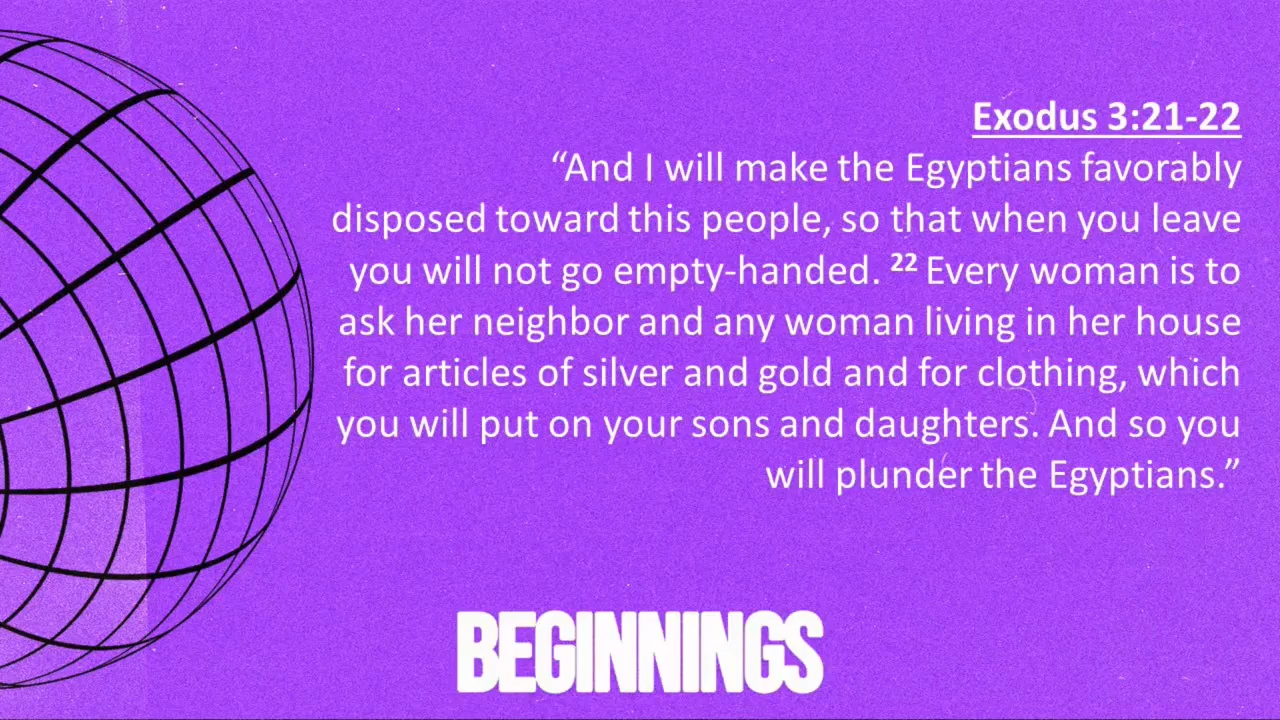 Exodus 3:21-22
“And I will make the Egyptians favorably
disposed toward this people, so that when you leave
you will not go empty-handed. 22 Every woman is to
ask her neighbor and any woman living in her house
for articles of silver and gold and for clothing, which
you will put on your sons and daughters. And so you
will plunder the Egyptians.”
BEGINNINGS